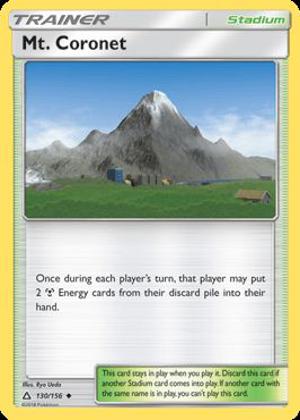 TRAINER Stadium
Mt. Coronet
Once during each player's turn, that player may put
2 Energy cards from their discard pile into their
hand.
Illus. Ryo Ueda
130/156
©2018 Pokémon
This card stays in play when you play it. Discard this card if
another Stadium card comes into play. If another card with
the same name is in play, you can't play this card.